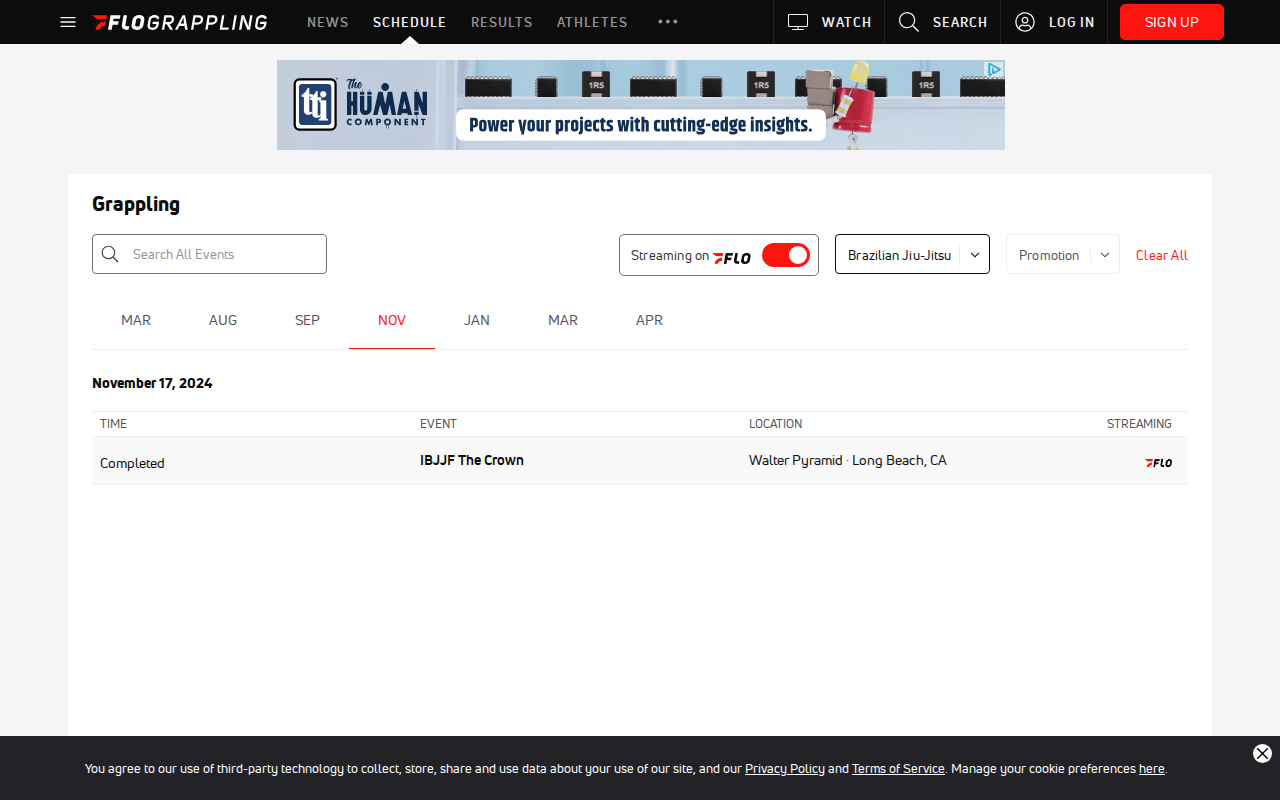 FLOGRAPPLING NEWS SCHEDULE RESULTS ATHLETES WATCH SEARCH LOG IN SIGN UP
The HUMAN COMPONENT
tti
1R5 1R5 1R5
Power your projects with cutting-edge insights.
Grappling
Search All Events Streaming on FLO Brazilian Jiu-Jitsu Promotion Clear All
MAR AUG SEP NOV JAN MAR APR
November 17, 2024
TIME EVENT LOCATION STREAMING
Completed IBJJF The Crown Walter Pyramid · Long Beach, CA FLO
You agree to our use of third-party technology to collect, store, share and use data about your use of our site, and our Privacy Policy and Terms of Service. Manage your cookie preferences here.